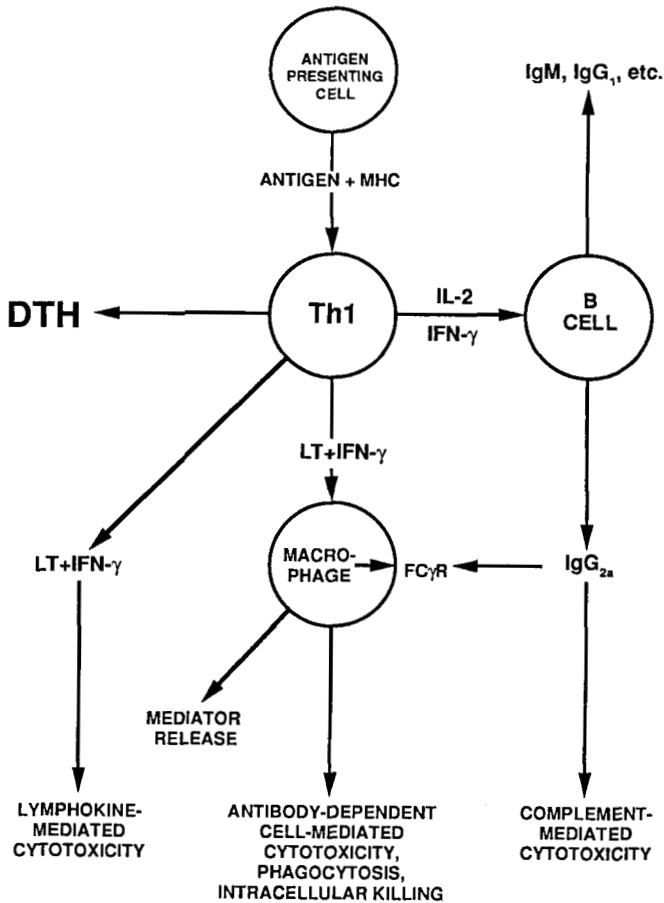 ANTIGEN
PRESENTING
CELL
IgM, IgG₁, etc.
ANTIGEN + MHC
DTH
Th1
IL-2
IFN-γ
B
CELL
LT+IFN-γ
LT+IFN-γ
MACRO-
PHAGE
FCγR
IgG₂ₐ
MEDIATOR
RELEASE
LYMPHOKINE-
MEDIATED
CYTOTOXICITY
ANTIBODY-DEPENDENT
CELL-MEDIATED
CYTOTOXICITY,
PHAGOCYTOSIS,
INTRACELLULAR KILLING
COMPLEMENT-
MEDIATED
CYTOTOXICITY